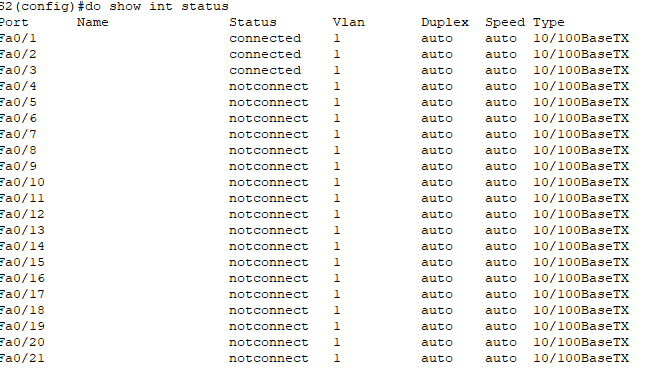 S2(config)#do show int status
Port Name Status Vlan Duplex Speed Type
Fa0/1 connected 1 auto auto 10/100BaseTX
Fa0/2 connected 1 auto auto 10/100BaseTX
Fa0/3 connected 1 auto auto 10/100BaseTX
Fa0/4 notconnect 1 auto auto 10/100BaseTX
Fa0/5 notconnect 1 auto auto 10/100BaseTX
Fa0/6 notconnect 1 auto auto 10/100BaseTX
Fa0/7 notconnect 1 auto auto 10/100BaseTX
Fa0/8 notconnect 1 auto auto 10/100BaseTX
Fa0/9 notconnect 1 auto auto 10/100BaseTX
Fa0/10 notconnect 1 auto auto 10/100BaseTX
Fa0/11 notconnect 1 auto auto 10/100BaseTX
Fa0/12 notconnect 1 auto auto 10/100BaseTX
Fa0/13 notconnect 1 auto auto 10/100BaseTX
Fa0/14 notconnect 1 auto auto 10/100BaseTX
Fa0/15 notconnect 1 auto auto 10/100BaseTX
Fa0/16 notconnect 1 auto auto 10/100BaseTX
Fa0/17 notconnect 1 auto auto 10/100BaseTX
Fa0/18 notconnect 1 auto auto 10/100BaseTX
Fa0/19 notconnect 1 auto auto 10/100BaseTX
Fa0/20 notconnect 1 auto auto 10/100BaseTX
Fa0/21 notconnect 1 auto auto 10/100BaseTX